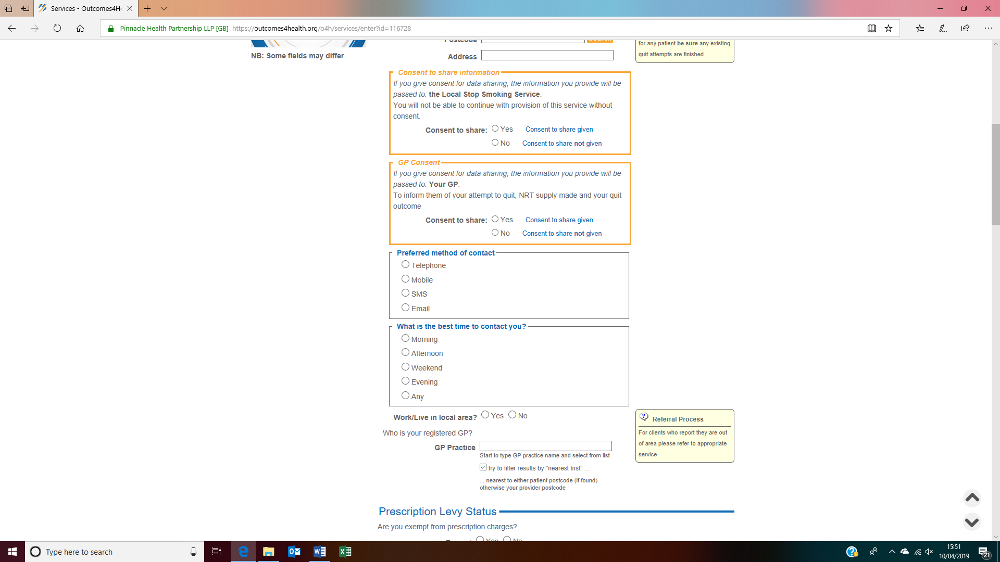 Services - Outcomes4He
Pinnacle Health Partnership LLP [GB] https://outcomes4health.org/o4h/services/enter?id=116728
Postcode
Search
for any patient be sure any existing
quit attempts are finished
NB: Some fields may differ
Address
Consent to share information
If you give consent for data sharing, the information you provide will be
passed to: the Local Stop Smoking Service.
You will not be able to continue with provision of this service without
consent.
Consent to share: Yes Consent to share given
No Consent to share not given
GP Consent
If you give consent for data sharing, the information you provide will be
passed to: Your GP.
To inform them of your attempt to quit, NRT supply made and your quit
outcome
Consent to share: Yes Consent to share given
No Consent to share not given
Preferred method of contact
Telephone
Mobile
SMS
Email
What is the best time to contact you?
Morning
Afternoon
Weekend
Evening
Any
Work/Live in local area? Yes No
Referral Process
For clients who report they are out
of area please refer to appropriate
service
Who is your registered GP?
GP Practice
Start to type GP practice name and select from list
try to filter results by "nearest first" ...
... nearest to either patient postcode (if found)
otherwise your provider postcode
Prescription Levy Status
Are you exempt from prescription charges?
Yes No
Type here to search
15:51
10/04/2019
21